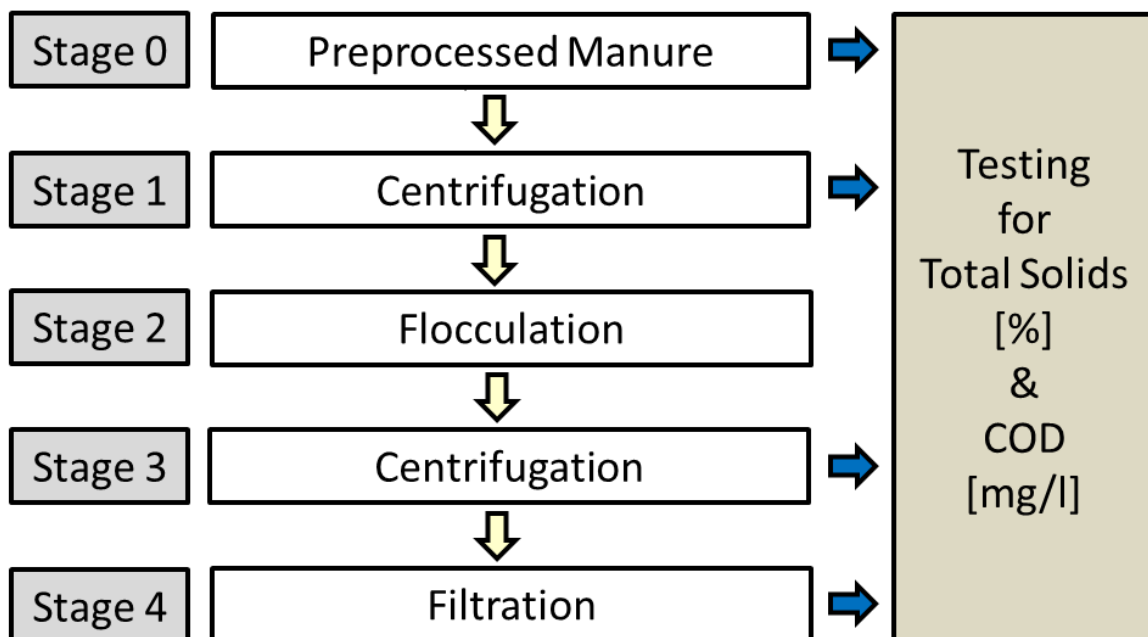 Stage 0
Preprocessed Manure
Stage 1
Centrifugation
Stage 2
Flocculation
Stage 3
Centrifugation
Stage 4
Filtration
Testing
for
Total Solids
[%]
&
COD
[mg/l]